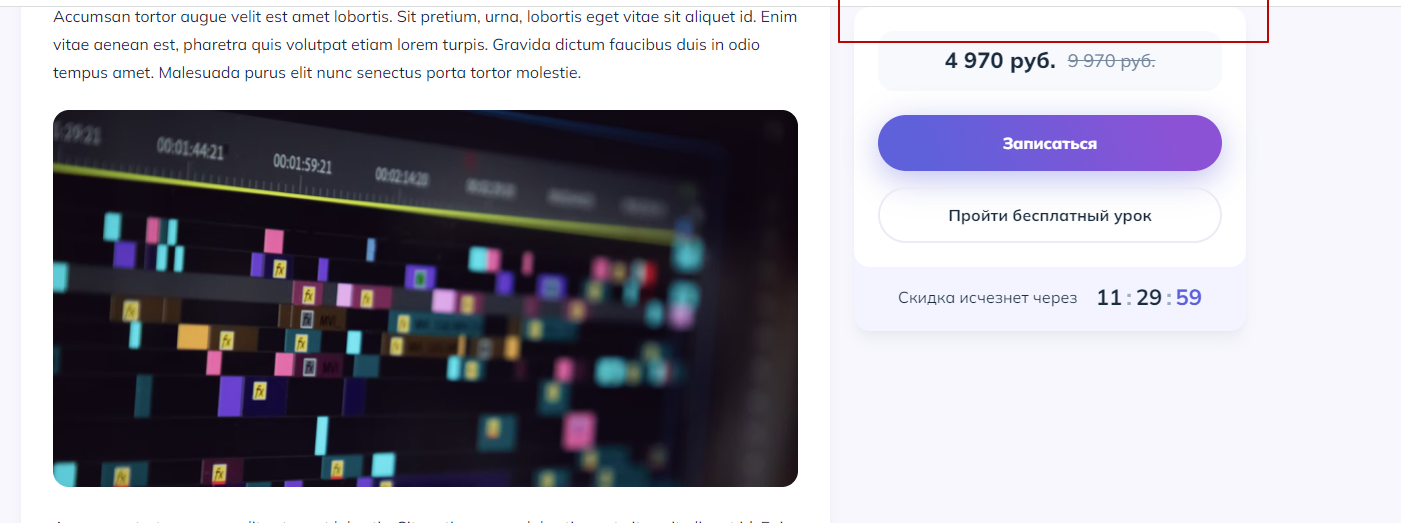 Accumsan tortor augue velit est amet lobortis. Sit pretium, urna, lobortis eget vitae sit aliquet id. Enim
vitae aenean est, pharetra quis volutpat etiam lorem turpis. Gravida dictum faucibus duis in odio
tempus amet. Malesuada purus elit nunc senectus porta tortor molestie.
00:01:44:21
00:01:59:21
00:02:14:20
4 970 руб. 9 970 руб.
Записаться
Пройти бесплатный урок
Скидка исчезнет через 11 : 29 : 59